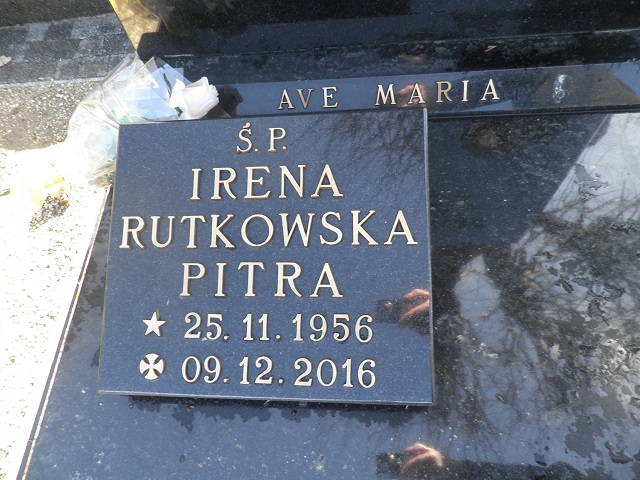 AVE MARIA
Ś.P.
IRENA
RUTKOWSKA
PITRA
25.11.1956
09.12.2016